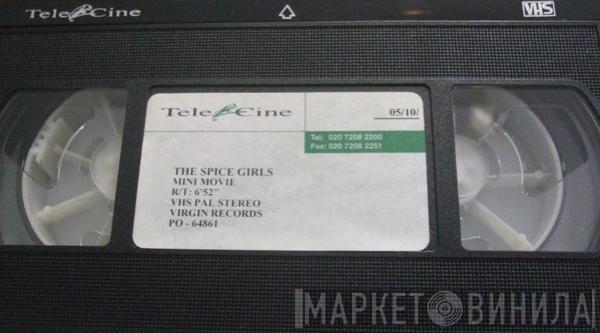 Tele Cine
VHS
Tele Cine
05/10/
Tel: 020 7208 2200
Fax: 020 7208 2251
THE SPICE GIRLS
MINI MOVIE
R/T: 6'52"
VHS PAL STEREO
VIRGIN RECORDS
PO - 64861
МАРКЕТ ВИНИЛА